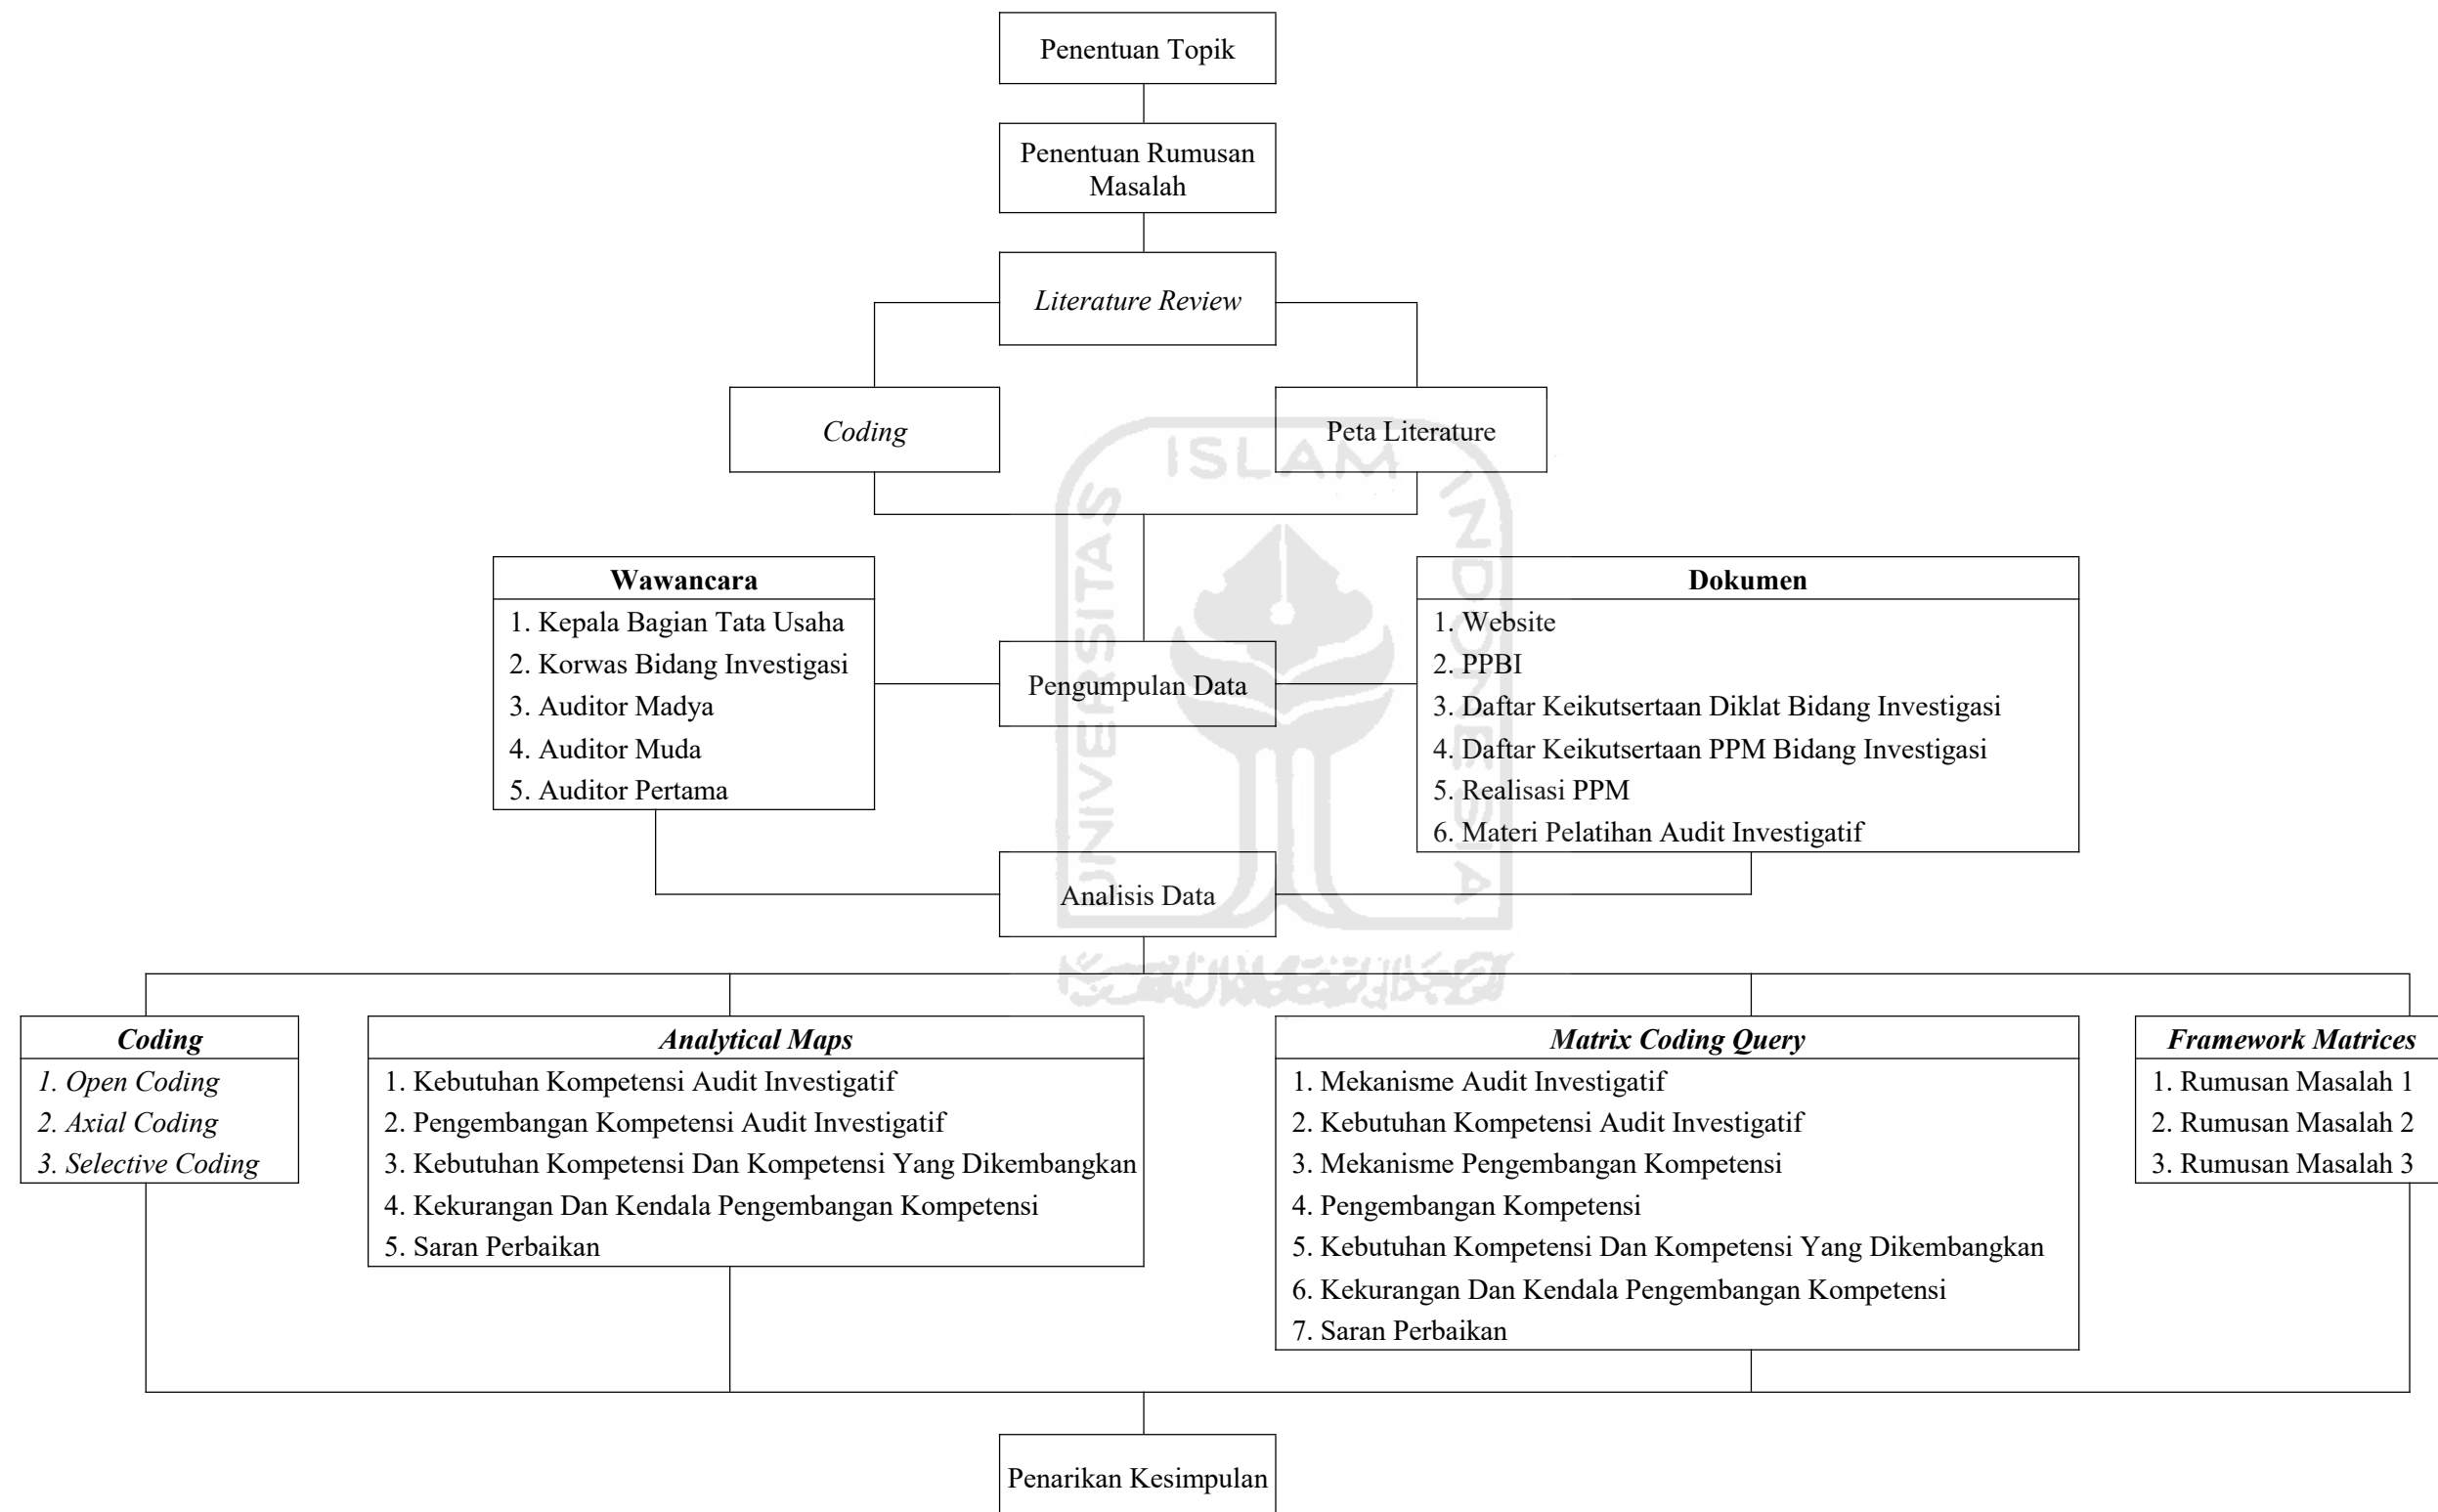 Penentuan Topik
Penentuan Rumusan
Masalah
Literature Review
Coding
Peta Literature
Wawancara
1. Kepala Bagian Tata Usaha
2. Korwas Bidang Investigasi
3. Auditor Madya
4. Auditor Muda
5. Auditor Pertama
Pengumpulan Data
Dokumen
1. Website
2. PPBI
3. Daftar Keikutsertaan Diklat Bidang Investigasi
4. Daftar Keikutsertaan PPM Bidang Investigasi
5. Realisasi PPM
6. Materi Pelatihan Audit Investigatif
Analisis Data
Coding
1. Open Coding
2. Axial Coding
3. Selective Coding
Analytical Maps
1. Kebutuhan Kompetensi Audit Investigatif
2. Pengembangan Kompetensi Audit Investigatif
3. Kebutuhan Kompetensi Dan Kompetensi Yang Dikembangkan
4. Kekurangan Dan Kendala Pengembangan Kompetensi
5. Saran Perbaikan
Matrix Coding Query
1. Mekanisme Audit Investigatif
2. Kebutuhan Kompetensi Audit Investigatif
3. Mekanisme Pengembangan Kompetensi
4. Pengembangan Kompetensi
5. Kebutuhan Kompetensi Dan Kompetensi Yang Dikembangkan
6. Kekurangan Dan Kendala Pengembangan Kompetensi
7. Saran Perbaikan
Framework Matrices
1. Rumusan Masalah 1
2. Rumusan Masalah 2
3. Rumusan Masalah 3
Penarikan Kesimpulan
UNIVERSITAS
ISLAM
INDONESIA